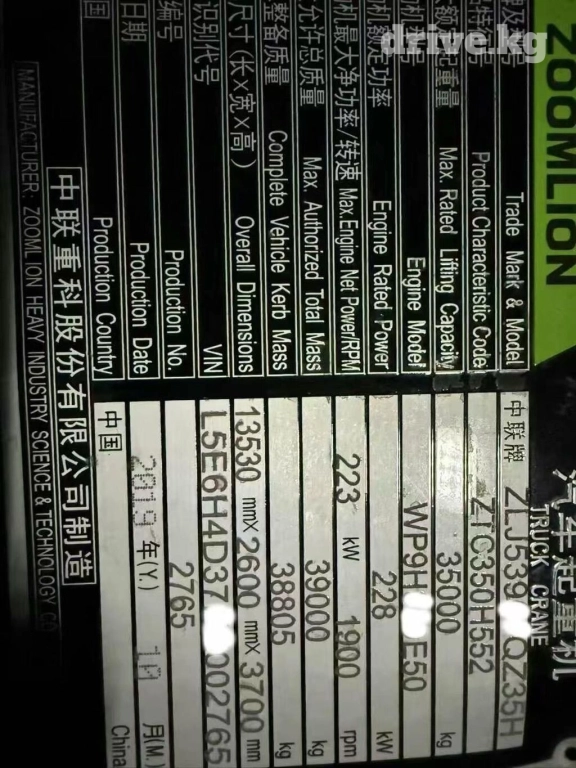 drive.kg
ZOOMLION
汽车起重机
TRUCK CRANE
Trade Mark & Model 中联牌 ZLJ539 QZ35H
Product Characteristic Code ZTC350H552
额 起重量 Max. Rated Lifting Capacity 35000 kg
Engine Model WP9H E50
机额定功率 Engine Rated Power 228 kW
机最大净功率/转速 Max.Engine Net Power/RPM 223 kW 1900 rpm
允许总质量 Max. Authorized Total Mass 39000 kg
整备质量 Complete Vehicle Kerb Mass 38805 kg
尺寸(长×宽×高) Overall Dimensions 13530 mmX 2600 mmX 3700 mm
识别代号 VIN L5E6H4D37 002765
编号 Production No. 2765
日期 Production Date 2019 年(Y.) 10 月(M.)
国 Production Country 中国 China
中联重科股份有限公司制造
MANUFACTURER: ZOOMLION HEAVY INDUSTRY SCIENCE & TECHNOLOGY CO